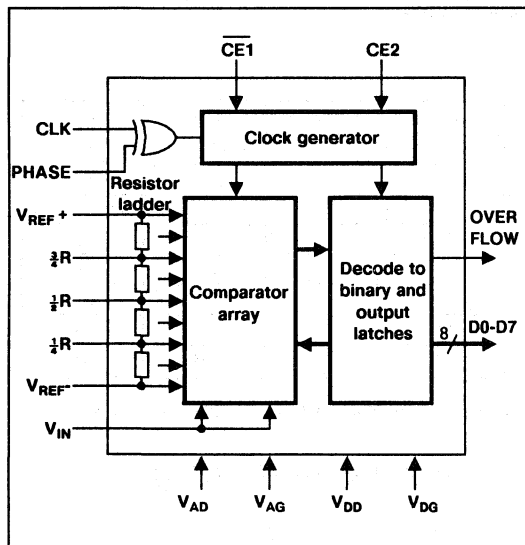 CE1 CE2
CLK
Clock generator
PHASE
Resistor
ladder
VREF +
OVER
FLOW
¾R
Decode to
binary and
output
latches
Comparator
array
½R
8 D0-D7
¼R
VREF-
VIN
VAD VAG VDD VDG